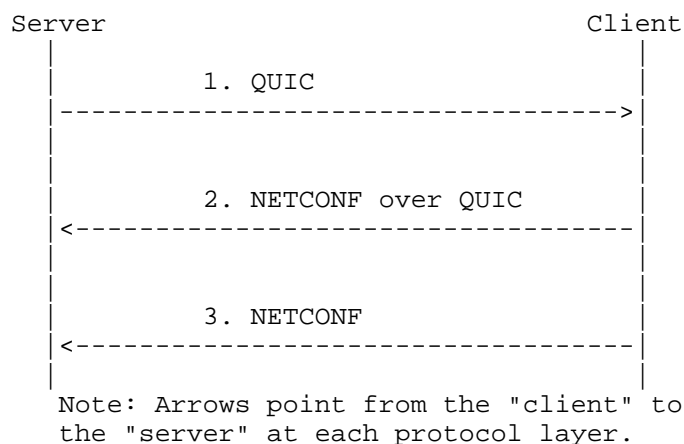 Server Client
1. QUIC
2. NETCONF over QUIC
3. NETCONF
Note: Arrows point from the "client" to
the "server" at each protocol layer.